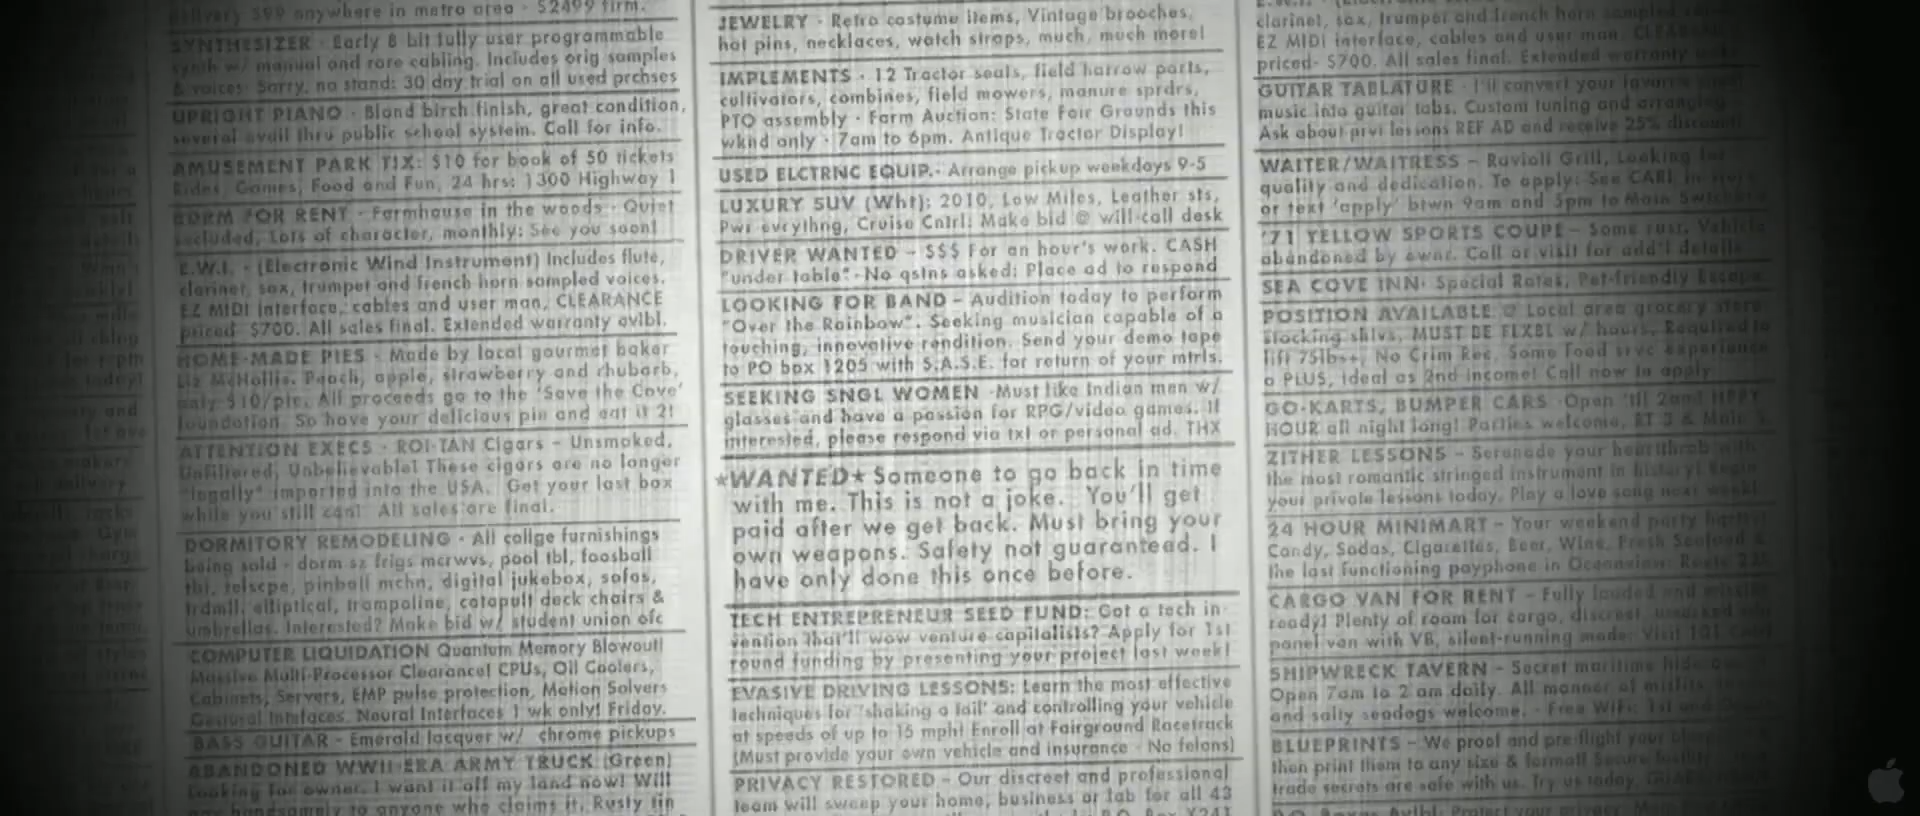 delivery $99 anywhere in metro area - $2499 firm.
SYNTHESIZER - Early 8 bit fully user programmable
synth w/ manual and rare cabling. Includes orig samples
& voices. Sorry, no stand: 30 day trial on all used prchses
UPRIGHT PIANO - Blond birch finish, great condition,
several avail thru public school system. Call for info.
AMUSEMENT PARK TIX: $10 for book of 50 tickets
Rides, Games, Food and Fun, 24 hrs: 1300 Highway 1
FOR RENT - Farmhouse in the woods - Quiet
secluded, Lots of character, monthly: See you soon!
E.W.I. - (Electronic Wind Instrument) Includes flute,
clarinet, sax, trumpet and french horn sampled voices.
EZ MIDI interface, cables and user man. CLEARANCE
priced- $700. All sales final. Extended warranty avlbl.
HOME-MADE PIES - Made by local gourmet baker
Liz McHollis. Peach, apple, strawberry and rhubarb,
only $10/pie. All proceeds go to the 'Save the Cove'
foundation. So have your delicious pie and eat it 2!
ATTENTION EXECS - ROI-TAN Cigars - Unsmoked,
Unfiltered, Unbelievable! These cigars are no longer
"legally" imported into the USA. Get your last box
while you still can! All sales are final.
DORMITORY REMODELING - All collge furnishings
being sold - dorm sz frigs mcrwvs, pool tbl, foosball
tbl, telscpe, pinball mchn, digital jukebox, sofas,
trdmll, elliptical, trampoline, catapult deck chairs &
umbrellas. Interested? Make bid w/ student union ofc
COMPUTER LIQUIDATION Quantum Memory Blowout!
Massive Multi-Processor Clearance! CPUs, Oil Coolers,
Cabinets, Servers, EMP pulse protection, Motion Solvers
Gestural Intrfaces, Neural Interfaces 1 wk only! Friday.
BASS GUITAR - Emerald lacquer w/ chrome pickups
ABANDONED WWII-ERA ARMY TRUCK (Green)
Looking for owner. I want it off my land now! Will
pay handsomely to anyone who claims it. Rusty tin
JEWELRY - Retro costume items, Vintage brooches,
hat pins, necklaces, watch straps, much, much more!
IMPLEMENTS - 12 Tractor seats, field harrow parts,
cultivators, combines, field mowers, manure sprdrs,
PTO assembly - Farm Auction: State Fair Grounds this
wknd only - 7am to 6pm. Antique Tractor Display!
USED ELCTRNC EQUIP.- Arrange pickup weekdays 9-5
LUXURY SUV (Wht): 2010, Low Miles, Leather sts,
Pwr evrythng, Cruise Cntrl: Make bid @ will-call desk
DRIVER WANTED - $$$ For an hour's work. CASH
"under table" - No qstns asked: Place ad to respond
LOOKING FOR BAND - Audition today to perform
"Over the Rainbow". Seeking musician capable of a
touching, innovative rendition. Send your demo tape
to PO box 1205 with S.A.S.E. for return of your mtrls.
SEEKING SNGL WOMEN -Must like Indian men w/
glasses and have a passion for RPG/video games. If
interested, please respond via txt or personal ad. THX
★WANTED★ Someone to go back in time
with me. This is not a joke. You'll get
paid after we get back. Must bring your
own weapons. Safety not guaranteed. I
have only done this once before.
TECH ENTREPRENEUR SEED FUND: Got a tech in-
vention that'll wow venture capitalists? Apply for 1st
round funding by presenting your project last week!
EVASIVE DRIVING LESSONS: Learn the most effective
techniques for 'shaking a tail' and controlling your vehicle
at speeds of up to 15 mph! Enroll at Fairground Racetrack
(Must provide your own vehicle and insurance - No felons)
PRIVACY RESTORED - Our discreet and professional
team will sweep your home, business or lab for all 43
clarinet, sax, trumpet and french horn sampled
EZ MIDI interface, cables and user man. CLEARANCE
priced- $700. All sales final. Extended warranty
GUITAR TABLATURE - I'll convert your favorite
music into guitar tabs. Custom tuning and arranging
Ask about prvt lessons REF AD and receive 25% discount!
WAITER/WAITRESS - Ravioli Grill, Looking for
quality and dedication. To apply: See CARL in
or text 'apply' btwn 9am and 5pm to Main
'71 YELLOW SPORTS COUPE - Some rust. Vehicle
abandoned by ownr. Call or visit for add'l details
SEA COVE INN- Special Rates, Pet-friendly Escape
POSITION AVAILABLE @ Local area grocery store
stocking shlvs, MUST BE FLXBL w/ hours, Required to
lift 75lbs+, No Crim Rec, Some food srvc experience
a PLUS, ideal as 2nd income! Call now to apply
GO-KARTS, BUMPER CARS -Open 'till 2am! HPPY
HOUR all night long! Parties welcome, RT 3 & Main
ZITHER LESSONS - Serenade your heartthrob with
the most romantic stringed instrument in history! Begin
your private lessons today. Play a love song next week!
24 HOUR MINIMART - Your weekend party
Candy, Sodas, Cigarettes, Beer, Wine, Fresh Seafood &
the last functioning payphone in Oceanview: Route
CARGO VAN FOR RENT - Fully loaded and
ready! Plenty of room for cargo, discreet,
panel van with V8, silent-running mode: Visit
SHIPWRECK TAVERN - Secret maritime
Open 7am to 2 am daily. All manner of misfits
and salty seadogs welcome. - Free WiFi:
BLUEPRINTS - We proof and pre-flight your
then print them to any size & format!
trade secrets are safe with us. Try us today.